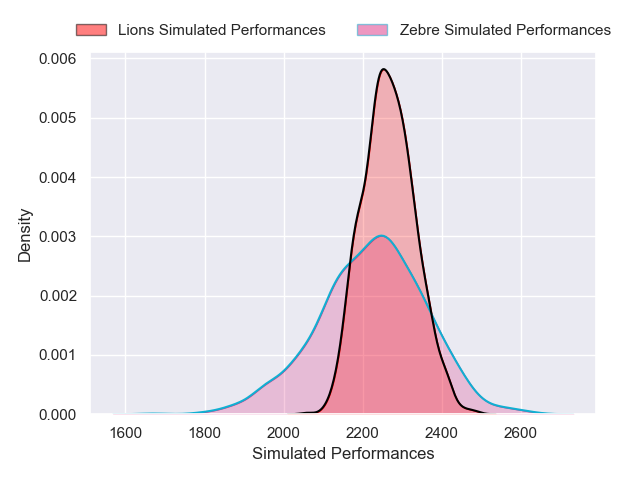 Lions Simulated Performances Zebre Simulated Performances
0.006
0.005
0.004
0.003
0.002
0.001
0.000
Density
1600 1800 2000 2200 2400 2600
Simulated Performances